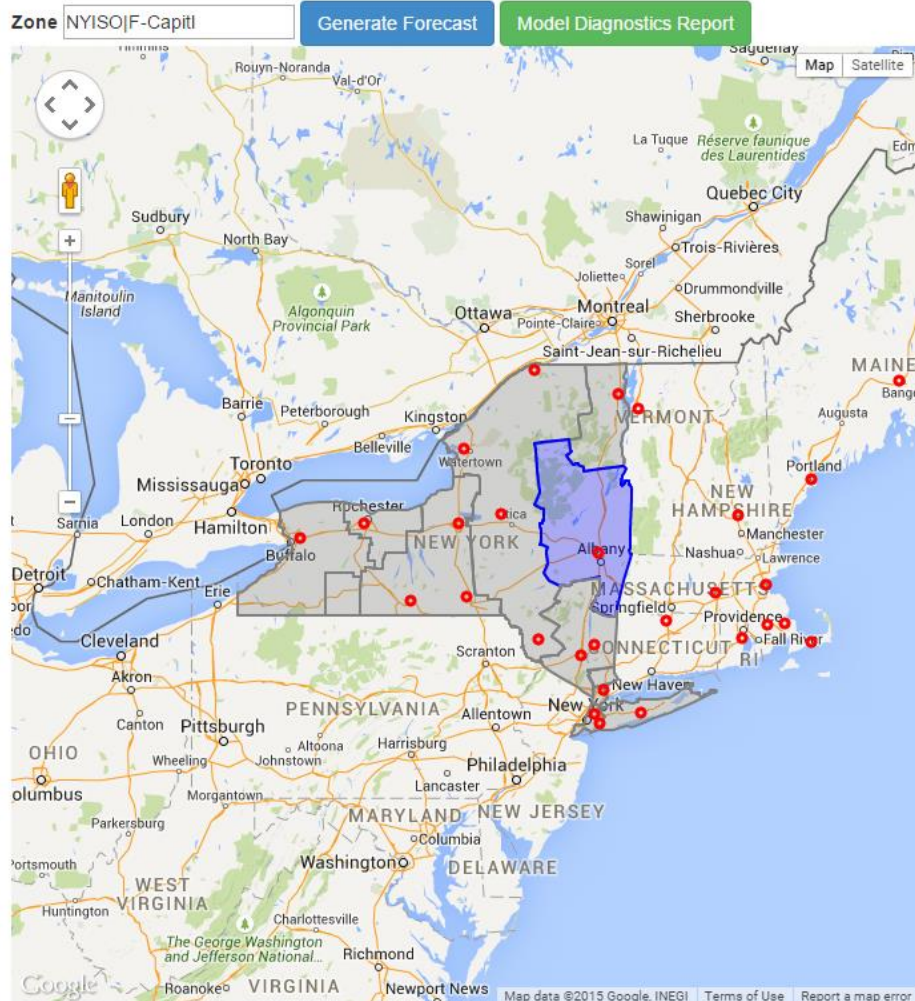 Zone NYISO|F-Capitl Generate Forecast Model Diagnostics Report
Timmins
Saguenay
Map Satellite
Rouyn-Noranda
Val-d'Or
La Tuque
Réserve faunique
des Laurentides
Quebec City
Shawinigan
Sudbury
North Bay
Trois-Rivières
Joliette
Sorel
Drummondville
Manitoulin
Island
Algonquin
Provincial Park
Ottawa
Montreal
Pointe-Claire
Sherbrooke
Saint-Jean-sur-Richelieu
MAINE
Barrie
Peterborough
Kingston
VERMONT
Augusta
Belleville
Watertown
Toronto
Portland
Mississauga
Rochester
NEW
HAMPSHIRE
Sarnia
London
Hamilton
Manchester
Buffalo
NEW YORK
Albany
Nashua
Lawrence
Detroit
Chatham-Kent
Erie
MASSACHUSETTS
Springfield
Providence
Cleveland
Scranton
CONNECTICUT
RI
Fall River
Akron
New Haven
PENNSYLVANIA
Allentown
New York
Canton
Pittsburgh
Altoona
Harrisburg
OHIO
Wheeling
Johnstown
Philadelphia
olumbus
Lancaster
Morgantown
MARYLAND
NEW JERSEY
Parkersburg
Columbia
Portsmouth
Washington
DELAWARE
WEST
VIRGINIA
Huntington
Charlottesville
The George Washington
and Jefferson National...
Richmond
Google
Roanoke
VIRGINIA
Newport News
Map data ©2015 Google, INEGI Terms of Use Report a map error